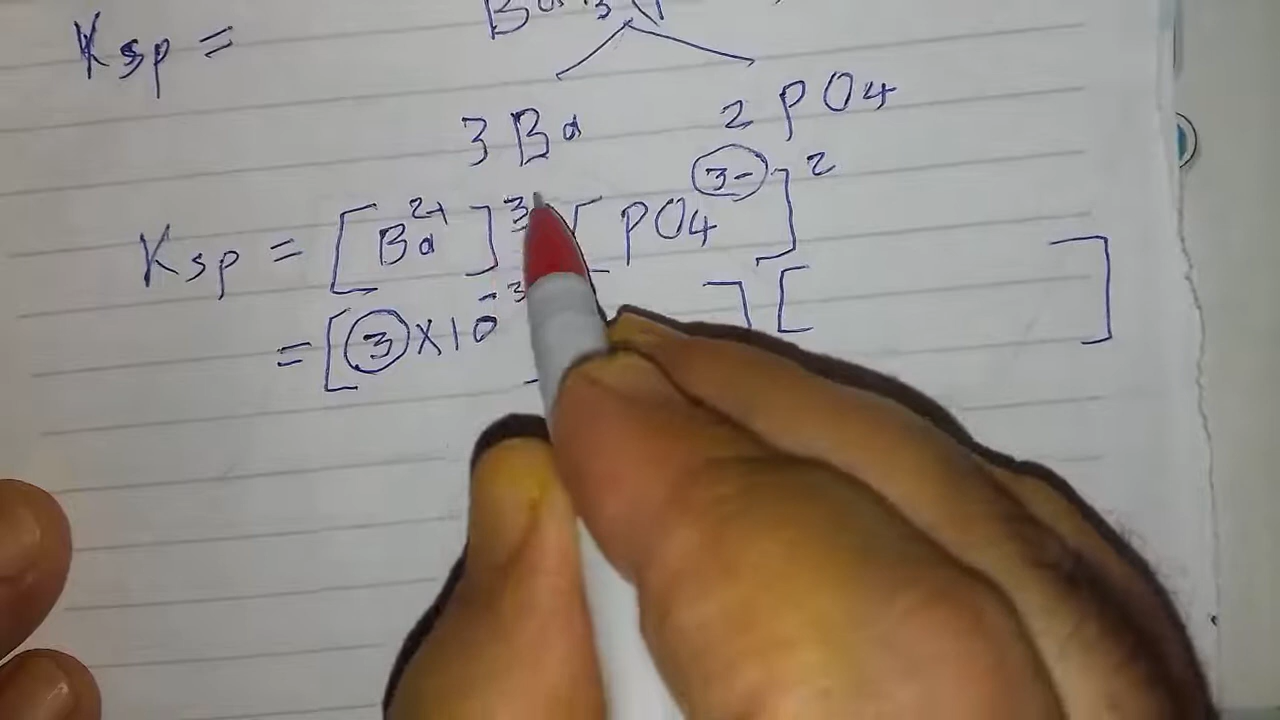 Ksp =
3 Ba 2 PO4
Ksp = [Ba2+]3 [PO4 3-]2
= [3×10-3 ] [ ]